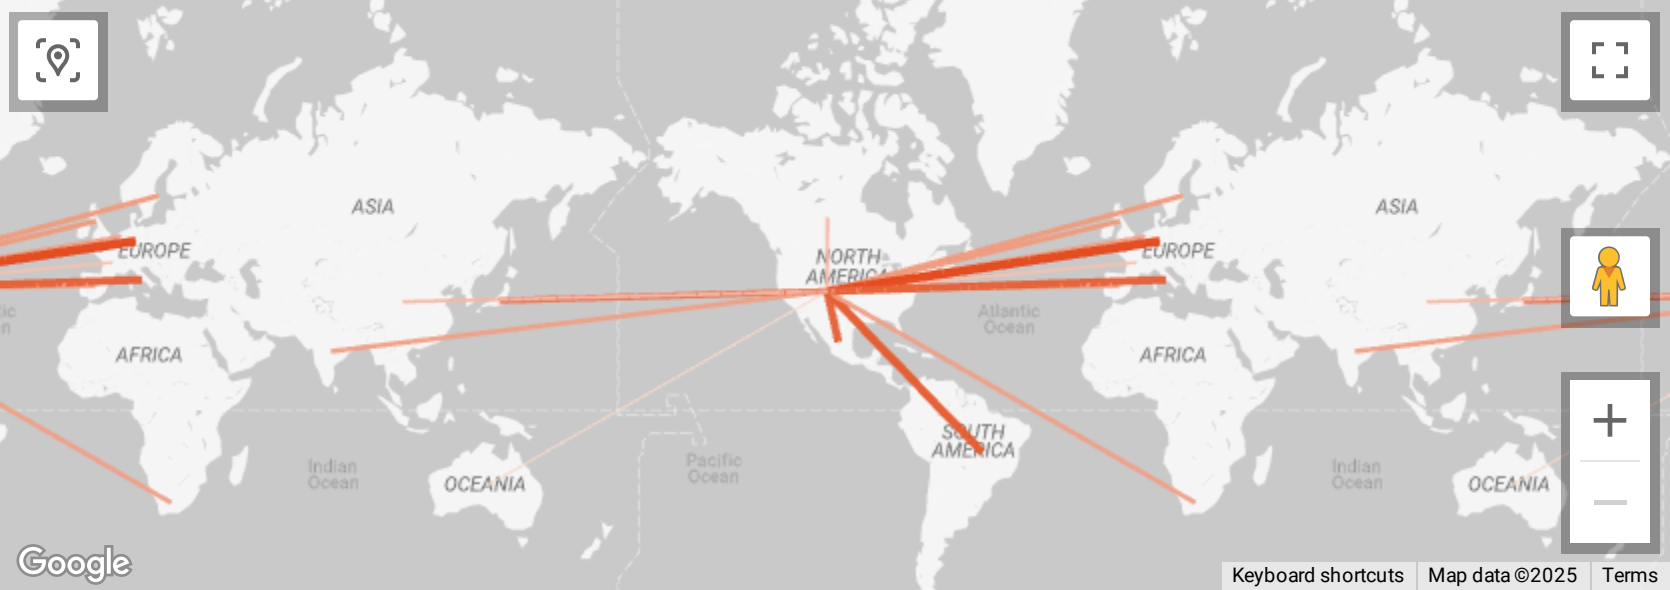 ASIA
ASIA
EUROPE
NORTH
AMERICA
EUROPE
Atlantic
Ocean
AFRICA
AFRICA
SOUTH
AMERICA
Pacific
Ocean
Indian
Ocean
Indian
Ocean
OCEANIA
OCEANIA
Google
Keyboard shortcuts
Map data ©2025
Terms